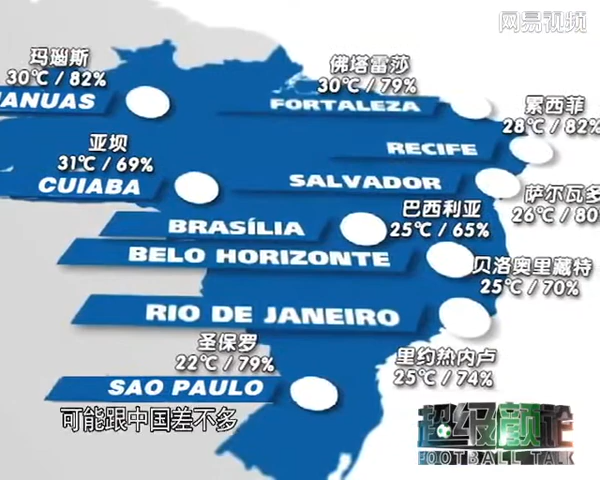 网易视频
玛瑙斯
30℃ / 82%
MANUAS
佛塔雷莎
30℃ / 79%
FORTALEZA
累西菲
28℃ / 82%
RECIFE
亚坝
31℃ / 69%
CUIABA
SALVADOR
萨尔瓦多
26℃ / 80
巴西利亚
25℃ / 65%
BRASÍLIA
BELO HORIZONTE
贝洛奥里藏特
25℃ / 70%
RIO DE JANEIRO
里约热内卢
25℃ / 74%
圣保罗
22℃ / 79%
SAO PAULO
可能跟中国差不多
超级颜论
FOOTBALL TALK